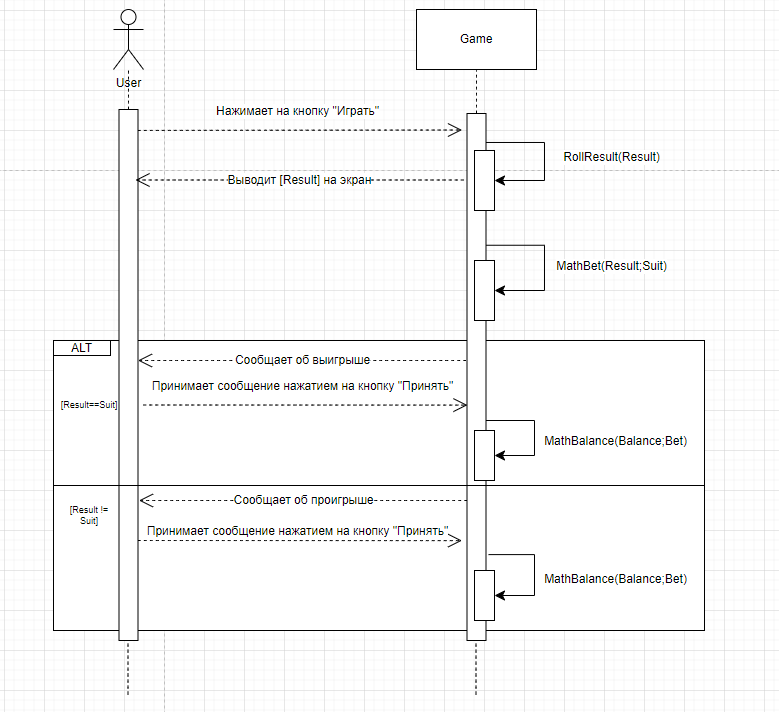 User
Game
Нажимает на кнопку "Играть"
RollResult(Result)
Выводит [Result] на экран
MathBet(Result;Suit)
ALT
Сообщает об выигрыше
Принимает сообщение нажатием на кнопку "Принять"
[Result==Suit]
MathBalance(Balance;Bet)
Сообщает об проигрыше
[Result !=
Suit]
Принимает сообщение нажатием на кнопку "Принять"
MathBalance(Balance;Bet)